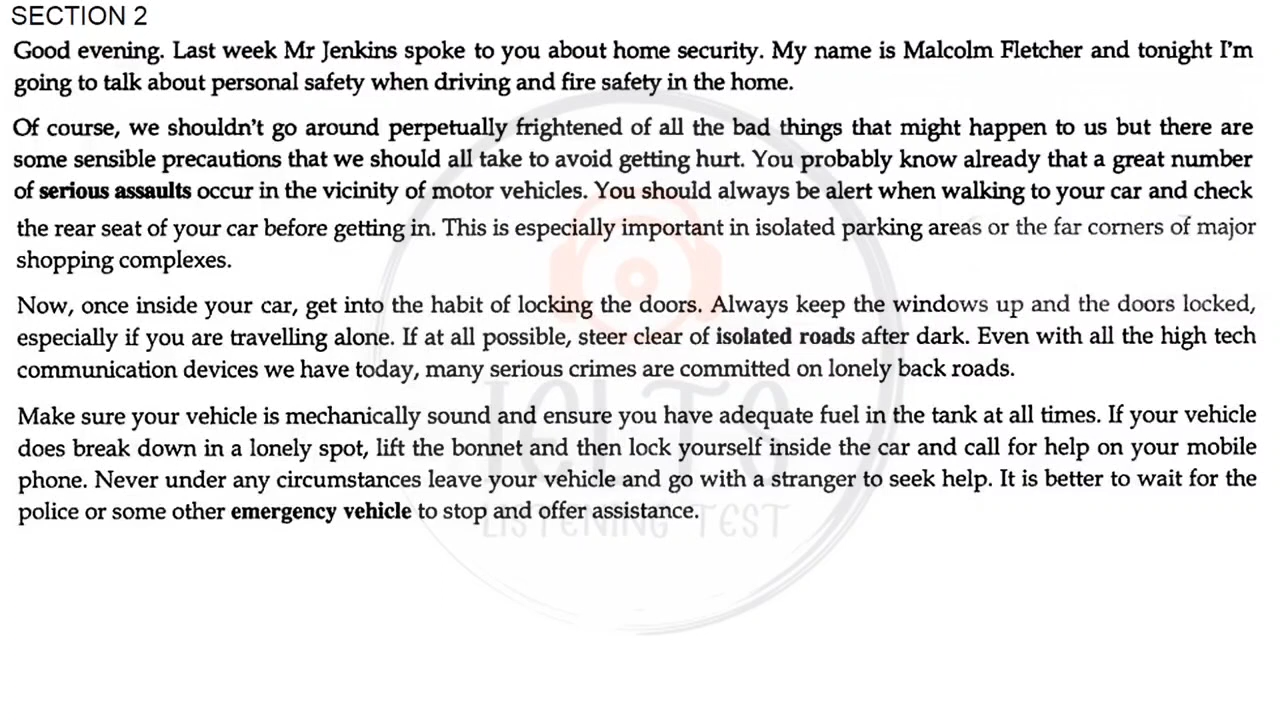 SECTION 2
Good evening. Last week Mr Jenkins spoke to you about home security. My name is Malcolm Fletcher and tonight I'm
going to talk about personal safety when driving and fire safety in the home.
Of course, we shouldn't go around perpetually frightened of all the bad things that might happen to us but there are
some sensible precautions that we should all take to avoid getting hurt. You probably know already that a great number
of serious assaults occur in the vicinity of motor vehicles. You should always be alert when walking to your car and check
the rear seat of your car before getting in. This is especially important in isolated parking areas or the far corners of major
shopping complexes.
Now, once inside your car, get into the habit of locking the doors. Always keep the windows up and the doors locked,
especially if you are travelling alone. If at all possible, steer clear of isolated roads after dark. Even with all the high tech
communication devices we have today, many serious crimes are committed on lonely back roads.
Make sure your vehicle is mechanically sound and ensure you have adequate fuel in the tank at all times. If your vehicle
does break down in a lonely spot, lift the bonnet and then lock yourself inside the car and call for help on your mobile
phone. Never under any circumstances leave your vehicle and go with a stranger to seek help. It is better to wait for the
police or some other emergency vehicle to stop and offer assistance.
IELTS
LISTENING TEST